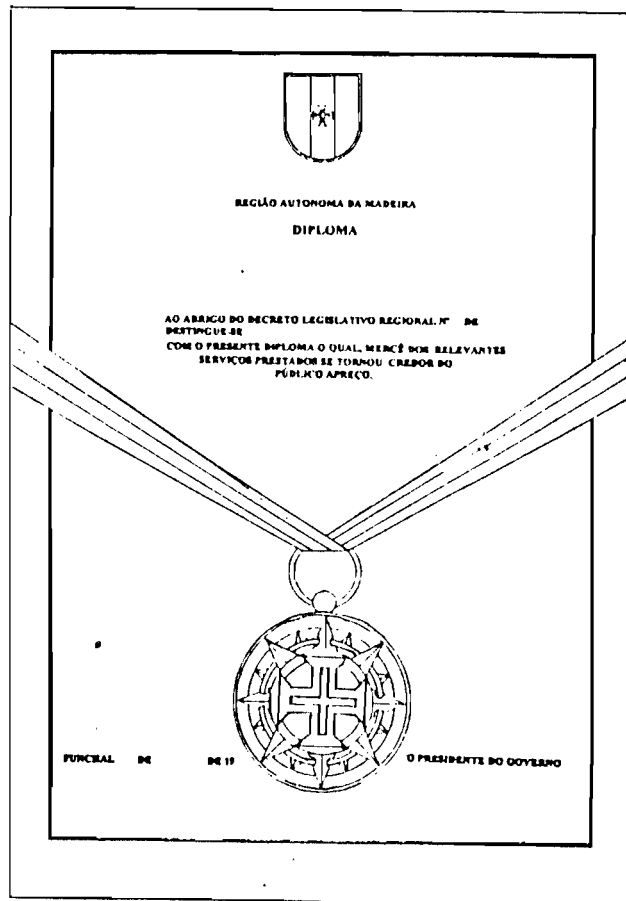 REGIÃO AUTONOMA DA MADEIRA
DIPLOMA
AO ABRIGO DO DECRETO LEGISLATIVO REGIONAL Nº DE
DESTINGUE-SE
COM O PRESENTE DIPLOMA O QUAL, MERCÊ DOS RELEVANTES
SERVIÇOS PRESTADOS SE TORNOU CREDOR DO
PÚBLICO APREÇO.
FUNCHAL DE DE 19 O PRESIDENTE DO GOVERNO